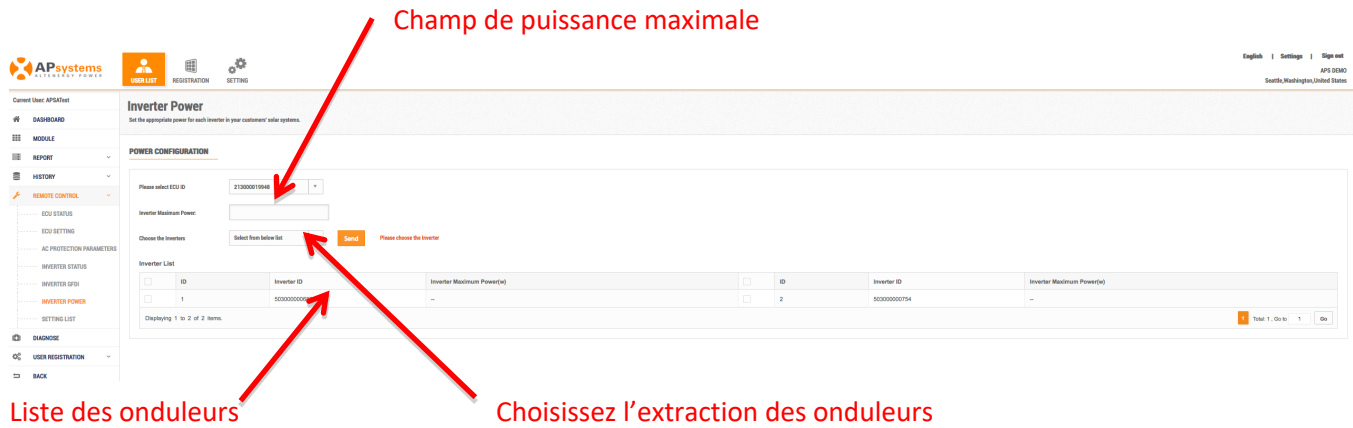 Champ de puissance maximale
APsystems
ALTENERGY POWER
USER LIST
REGISTRATION
SETTING
English | Settings | Sign out
APS DEMO
Seattle,Washington,United States
Current User: APSATest
DASHBOARD
MODULE
REPORT
HISTORY
REMOTE CONTROL
ECU STATUS
ECU SETTING
AC PROTECTION PARAMETERS
INVERTER STATUS
INVERTER GFDI
INVERTER POWER
SETTING LIST
DIAGNOSE
USER REGISTRATION
BACK
Inverter Power
Set the appropriate power for each inverter in your customers' solar systems.
POWER CONFIGURATION
Please select ECU ID
213000019948
Inverter Maximum Power:
Choose the Inverters
Select from below list
Send
Please choose the inverter
Inverter List
ID Inverter ID Inverter Maximum Power(w) ID Inverter ID Inverter Maximum Power(w)
1 -- 2 503000000754 --
Displaying 1 to 2 of 2 items.
1 Total: 1 , Go to 1 Go
Liste des onduleurs
Choisissez l'extraction des onduleurs